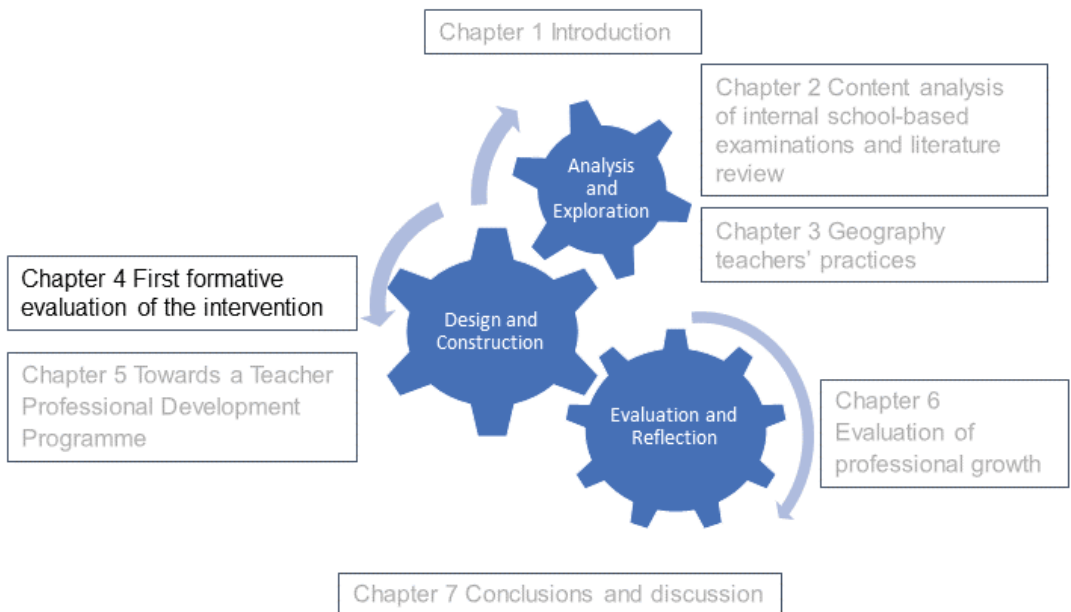 Chapter 1 Introduction
Chapter 2 Content analysis
of internal school-based
examinations and literature
review
Analysis
and
Exploration
Chapter 3 Geography
teachers' practices
Chapter 4 First formative
evaluation of the intervention
Design and
Construction
Chapter 5 Towards a Teacher
Professional Development
Programme
Evaluation and
Reflection
Chapter 6
Evaluation of
professional growth
Chapter 7 Conclusions and discussion